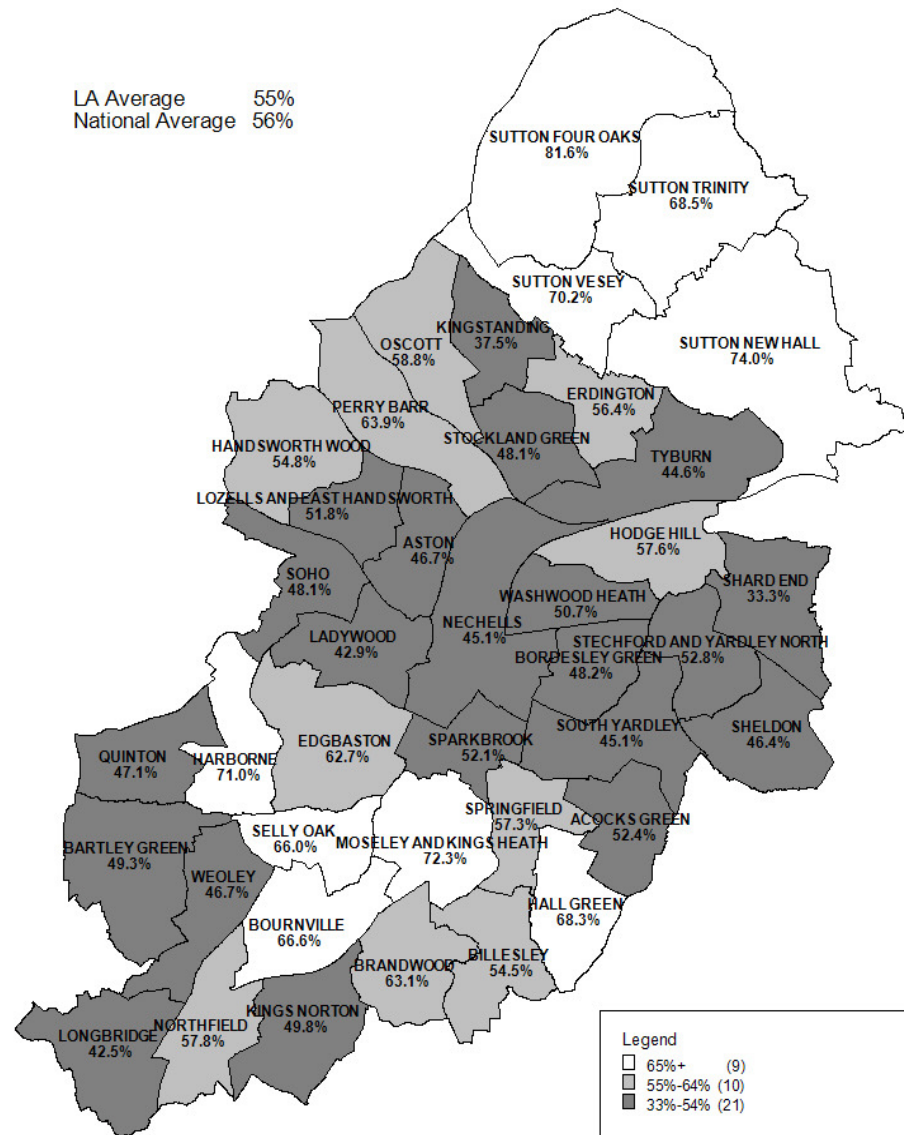 LA Average 55%
National Average 56%
SUTTON FOUR OAKS
81.6%
SUTTON TRINITY
68.5%
SUTTON VESEY
70.2%
SUTTON NEW HALL
74.0%
KINGSTANDING
37.5%
OSCOTT
58.8%
ERDINGTON
56.4%
PERRY BARR
63.9%
STOCKLAND GREEN
48.1%
TYBURN
44.6%
HANDSWORTH WOOD
54.8%
LOZELLS AND EAST HANDSWORTH
51.8%
ASTON
46.7%
HODGE HILL
57.6%
SOHO
48.1%
SHARD END
33.3%
WASHWOOD HEATH
50.7%
LADYWOOD
42.9%
NECHELLS
45.1%
STECHFORD AND YARDLEY NORTH
52.8%
BORDESLEY GREEN
48.2%
SOUTH YARDLEY
45.1%
SHELDON
46.4%
EDGBASTON
62.7%
SPARKBROOK
52.1%
QUINTON
47.1%
HARBORNE
71.0%
SPRINGFIELD
57.3%
ACOCKS GREEN
52.4%
SELLY OAK
66.0%
MOSELEY AND KINGS HEATH
72.3%
BARTLEY GREEN
49.3%
WEOLEY
46.7%
HALL GREEN
68.3%
BOURNVILLE
66.6%
BRANDWOOD
63.1%
BILLESLEY
54.5%
KINGS NORTON
49.8%
NORTHFIELD
57.8%
LONGBRIDGE
42.5%
Legend
65%+ (9)
55%-64% (10)
33%-54% (21)